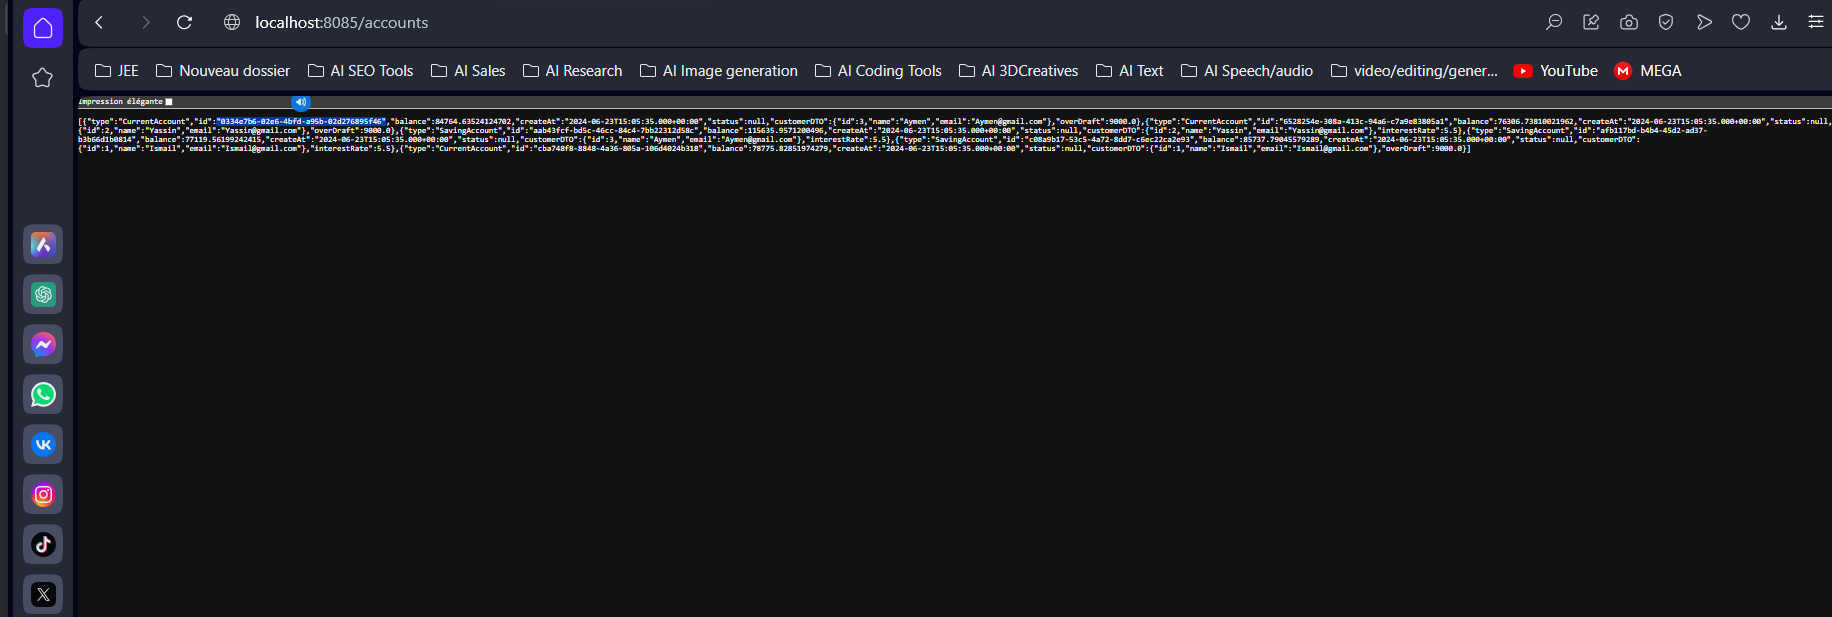 localhost:8085/accounts
JEE Nouveau dossier AI SEO Tools AI Sales AI Research AI Image generation AI Coding Tools AI 3DCreatives AI Text AI Speech/audio video/editing/gener... YouTube MEGA
Impression élégante
[{"type":"CurrentAccount","id":"0334e7b6-02e6-4bfd-a95b-02d276895f46","balance":84764.63524124702,"createAt":"2024-06-23T15:05:35.000+00:00","status":null,"customerDTO":{"id":3,"name":"Aymen","email":"Aymen@gmail.com"},"overDraft":9000.0},{"type":"CurrentAccount","id":"6528254e-308a-413c-94a6-c7a9e83805a1","balance":76306.73810021962,"createAt":"2024-06-23T15:05:35.000+00:00","status":null,
{"id":2,"name":"Yassin","email":"Yassin@gmail.com"},"overDraft":9000.0},{"type":"SavingAccount","id":"aab43fcf-bd5c-46cc-84c4-7bb22312d58c","balance":115635.9571200496,"createAt":"2024-06-23T15:05:35.000+00:00","status":null,"customerDTO":{"id":2,"name":"Yassin","email":"Yassin@gmail.com"},"interestRate":5.5},{"type":"SavingAccount","id":"afb117bd-b4b4-45d2-ad37-
b3b66d1b0814","balance":77119.56199242415,"createAt":"2024-06-23T15:05:35.000+00:00","status":null,"customerDTO":{"id":3,"name":"Aymen","email":"Aymen@gmail.com"},"interestRate":5.5},{"type":"SavingAccount","id":"c08a9b17-53c5-4a72-8dd7-c6ec22ca2e93","balance":85737.79045579289,"createAt":"2024-06-23T15:05:35.000+00:00","status":null,"customerDTO":
{"id":1,"name":"Ismail","email":"Ismail@gmail.com"},"interestRate":5.5},{"type":"CurrentAccount","id":"cba748f8-8848-4a36-805a-106d4024b318","balance":78775.82851974279,"createAt":"2024-06-23T15:05:35.000+00:00","status":null,"customerDTO":{"id":1,"name":"Ismail","email":"Ismail@gmail.com"},"overDraft":9000.0}]